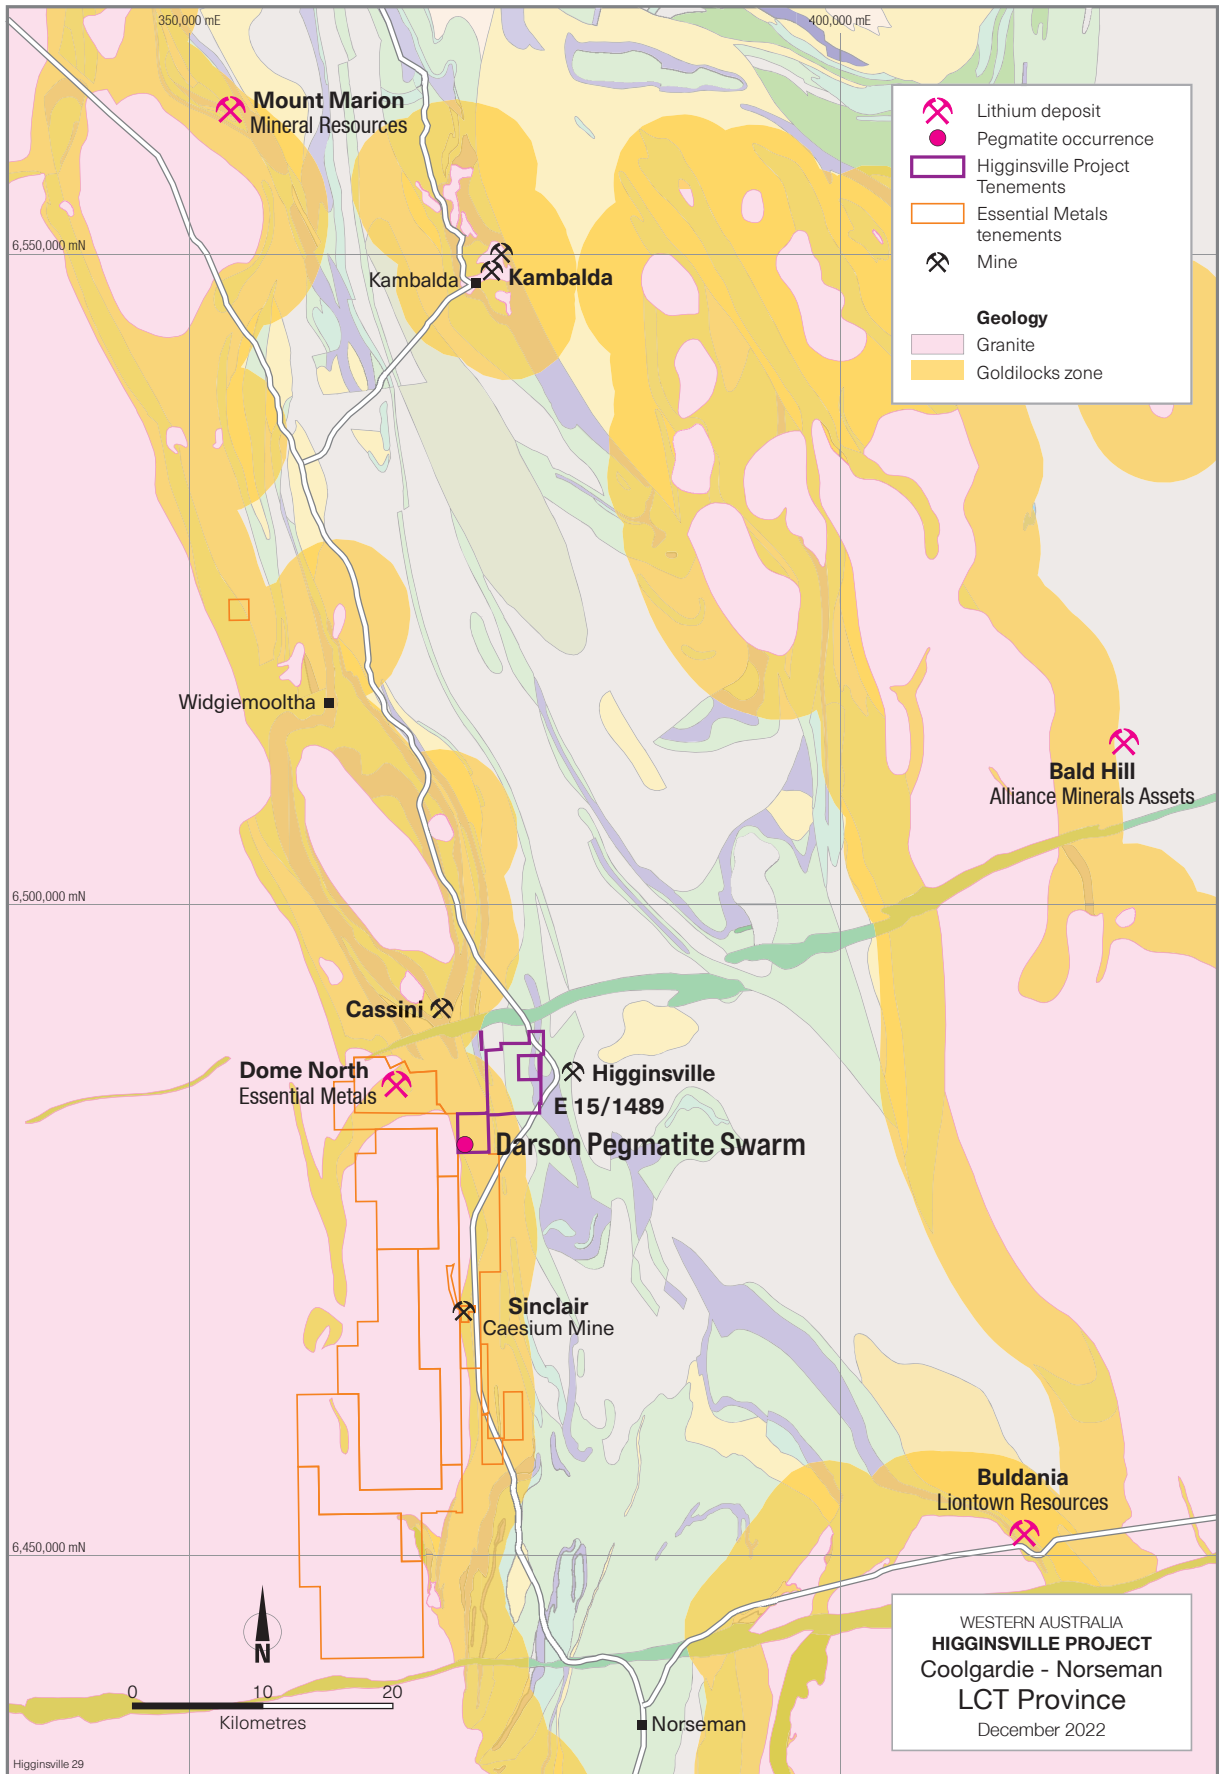 350,000 mE
400,000 mE
Mount Marion
Mineral Resources
Lithium deposit
Pegmatite occurrence
Higginsville Project
Tenements
Essential Metals
tenements
Mine
Geology
Granite
Goldilocks zone
6,550,000 mN
Kambalda
Kambalda
Widgiemooltha
Bald Hill
Alliance Minerals Assets
6,500,000 mN
Cassini
Dome North
Essential Metals
Higginsville
E 15/1489
Darson Pegmatite Swarm
Sinclair
Caesium Mine
Buldania
Liontown Resources
6,450,000 mN
N
0 10 20
Kilometres
Norseman
WESTERN AUSTRALIA
HIGGINSVILLE PROJECT
Coolgardie - Norseman
LCT Province
December 2022
Higginsville 29